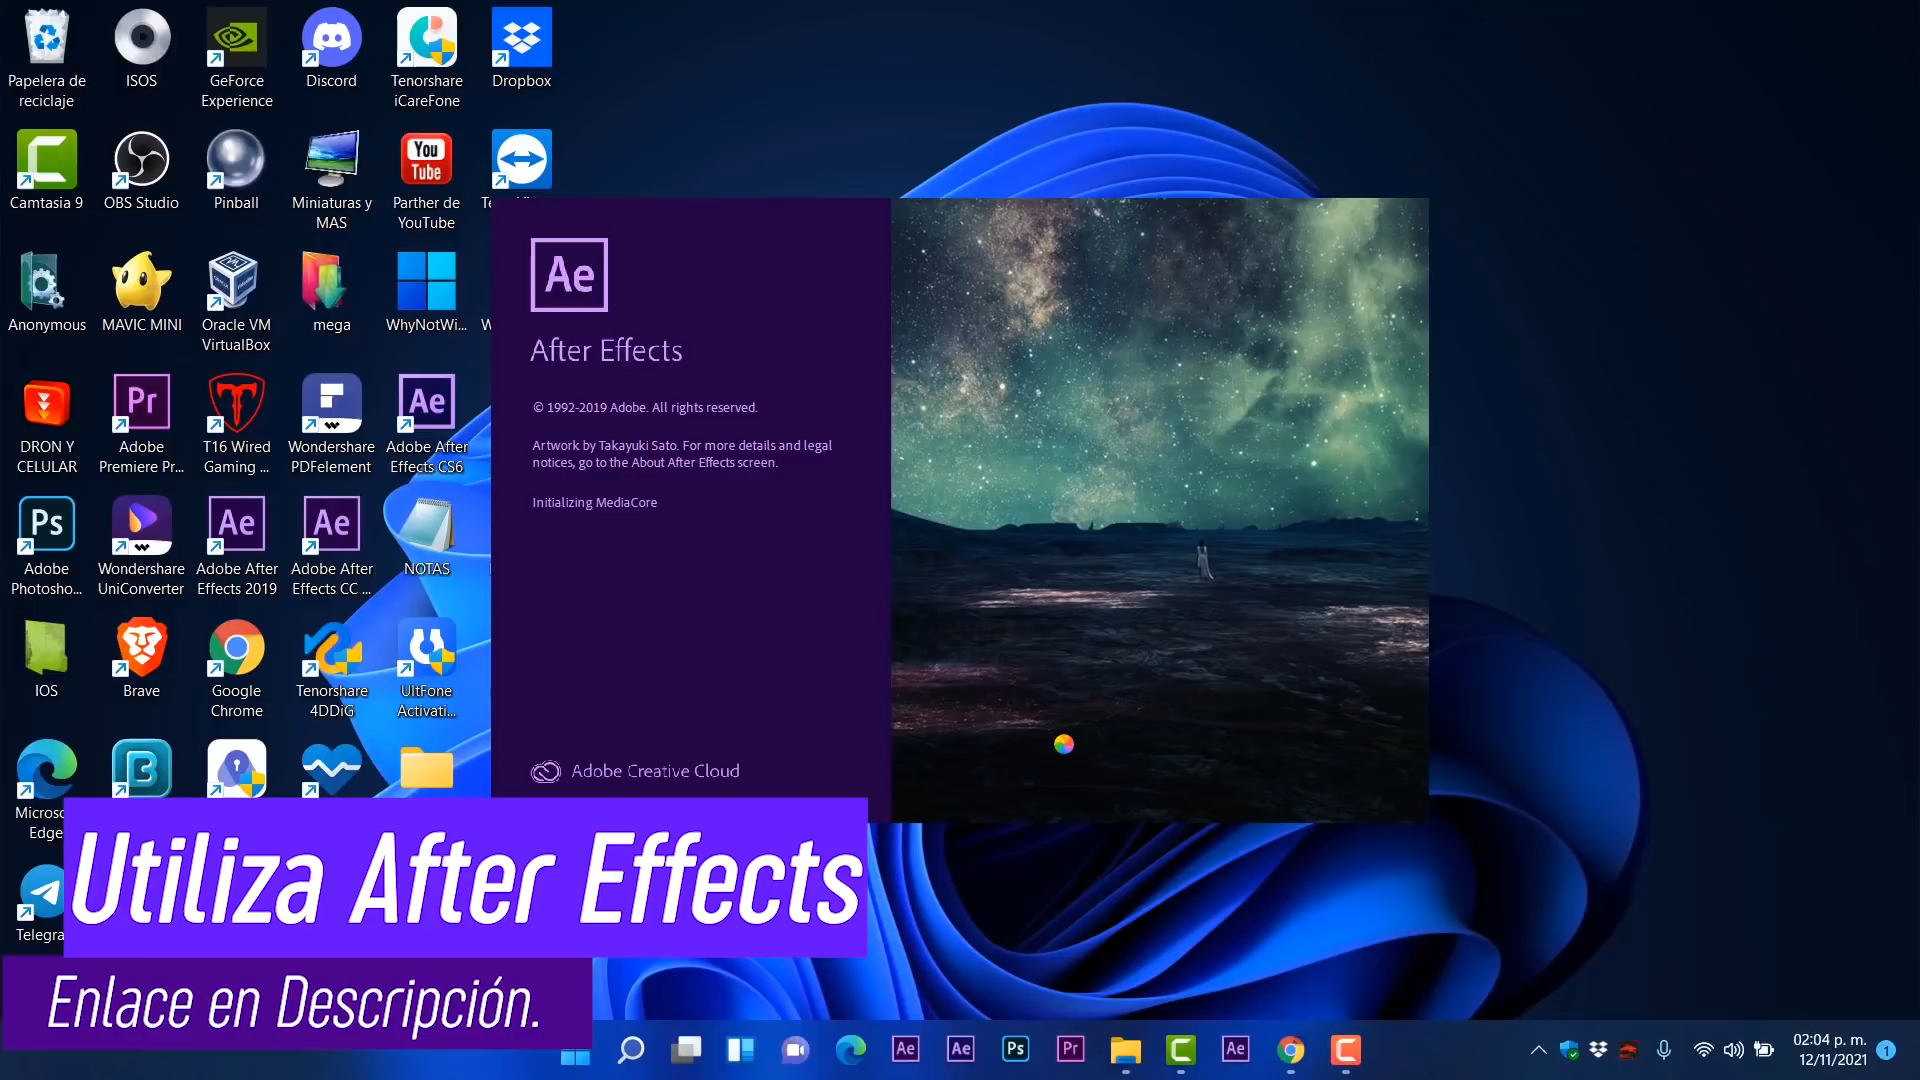 Papelera de
reciclaje
ISOS
GeForce
Experience
Discord
Tenorshare
iCareFone
Dropbox
Camtasia 9
OBS Studio
Pinball
Miniaturas y
MAS
You
Tube
Parther de
YouTube
Anonymous
MAVIC MINI
Oracle VM
VirtualBox
mega
WhyNotWi...
DRON Y
CELULAR
Pr
Adobe
Premiere Pr...
T16 Wired
Gaming ...
Wondershare
PDFelement
Ae
Adobe After
Effects CS6
Ps
Adobe
Photosho...
Wondershare
UniConverter
Ae
Adobe After
Effects 2019
Ae
Adobe After
Effects CC ...
NOTAS
IOS
Brave
Google
Chrome
Tenorshare
4DDiG
UltFone
Activati...
Edge
Ae
After Effects
© 1992-2019 Adobe. All rights reserved.
Artwork by Takayuki Sato. For more details and legal
notices, go to the About After Effects screen.
Initializing MediaCore
Adobe Creative Cloud
Utiliza After Effects
Enlace en Descripción.
Ae
Ae
Ps
Pr
Ae
02:04 p. m.
12/11/2021
1